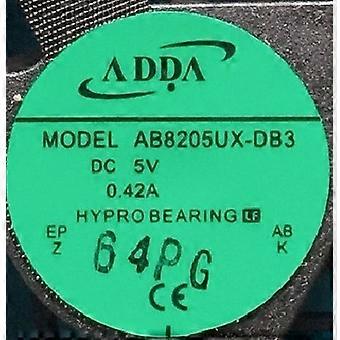 ADDA
MODEL AB8205UX-DB3
DC 5V
0.42A
HYPRO BEARING LF
EP AB
Z K
64PG
CE